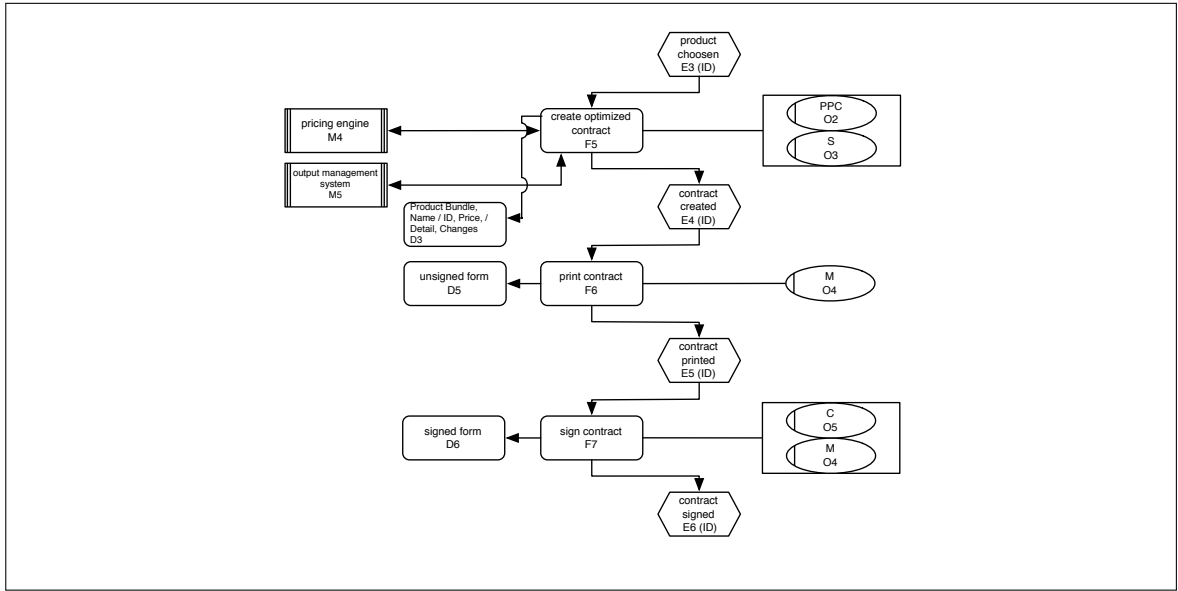 product
choosen
E3 (ID)
pricing engine
M4
create optimized
contract
F5
PPC
O2
S
O3
output management
system
M5
contract
created
E4 (ID)
Product Bundle,
Name / ID, Price, /
Detail, Changes
D3
unsigned form
D5
print contract
F6
M
O4
contract
printed
E5 (ID)
signed form
D6
sign contract
F7
C
O5
M
O4
contract
signed
E6 (ID)